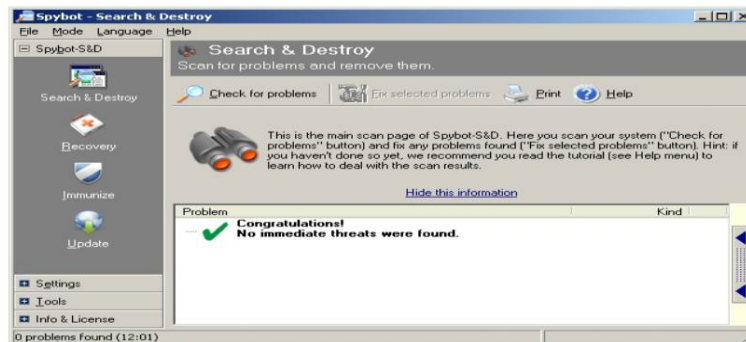 Spybot - Search & Destroy
File Mode Language Help
Spybot-S&D
Search & Destroy
Recovery
Immunize
Update
Settings
Tools
Info & License
Search & Destroy
Scan for problems and remove them.
Check for problems Fix selected problems Print Help
This is the main scan page of Spybot-S&D. Here you scan your system ("Check for
problems" button) and fix any problems found ("Fix selected problems" button). Hint: if
you haven't done so yet, we recommend you read the tutorial (see Help menu) to
learn how to deal with the scan results.
Hide this information
Problem Kind
Congratulations!
No immediate threats were found.
0 problems found (12:01)